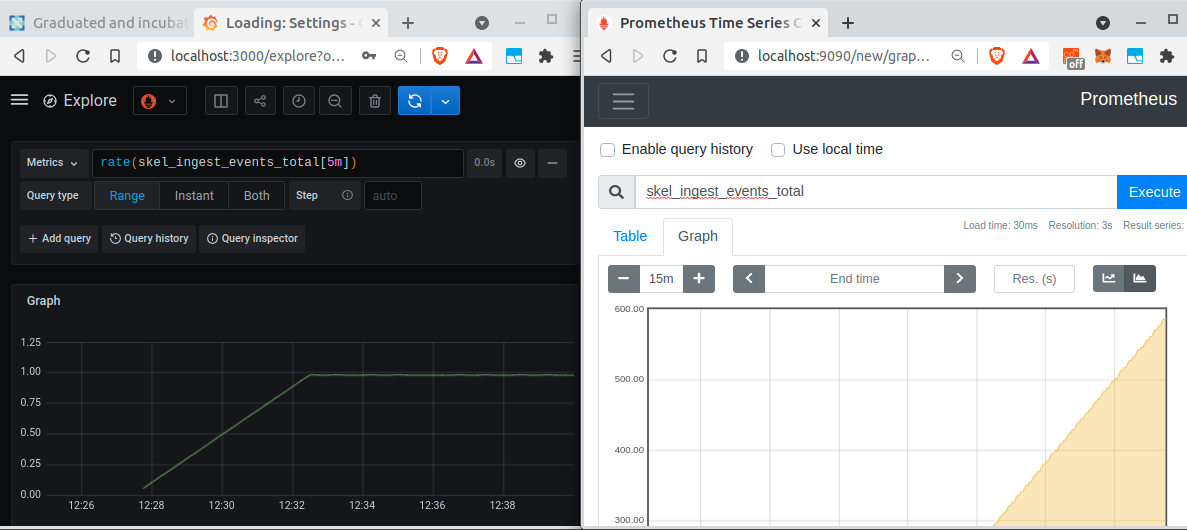 Graduated and incubat
Loading: Settings - G
localhost:3000/explore?o...
Explore
Metrics
rate(skel_ingest_events_total[5m])
0.0s
Query type
Range
Instant
Both
Step
auto
+ Add query
Query history
Query inspector
Graph
1.25
1.00
0.75
0.50
0.25
0.00
12:26
12:28
12:30
12:32
12:34
12:36
12:38
Prometheus Time Series C
localhost:9090/new/grap...
off
Prometheus
Enable query history
Use local time
skel_ingest_events_total
Execute
Load time: 30ms
Resolution: 3s
Result series:
Table
Graph
15m
End time
Res. (s)
600.00
500.00
400.00
300.00